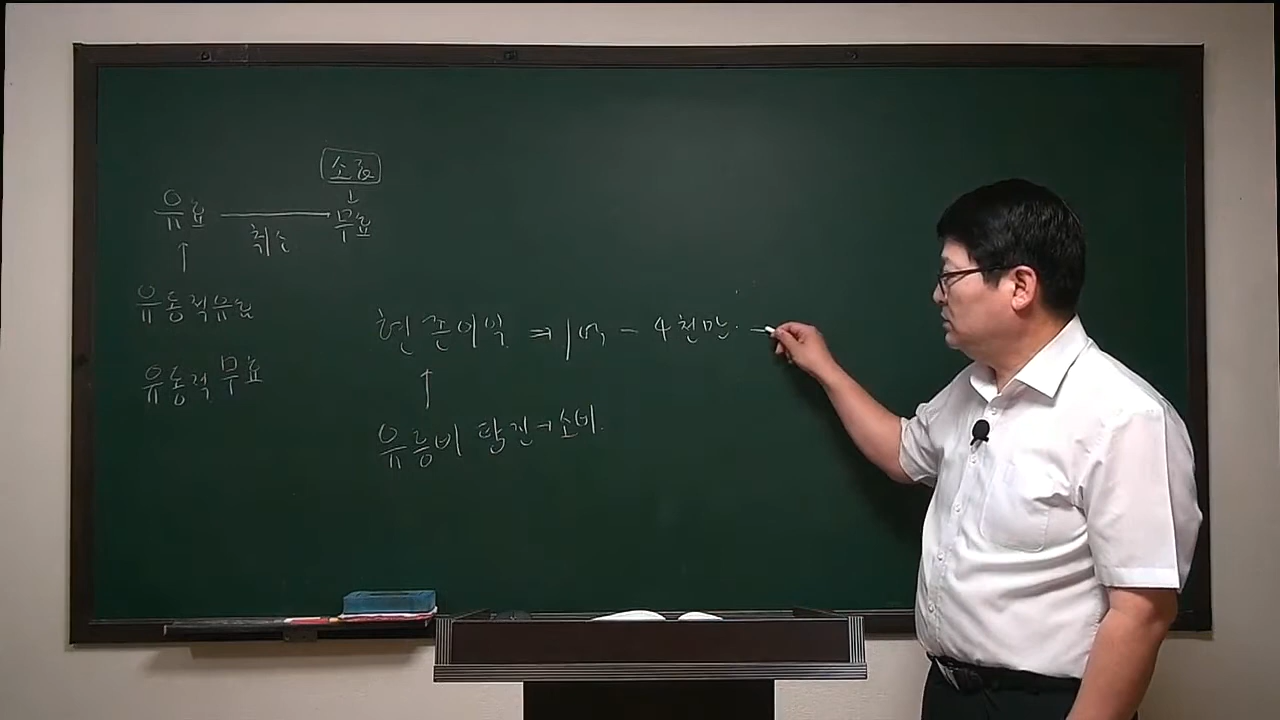 소급
↓
유효 → 무효
취소
↑
유동적유효
유동적 무효
현존이익 ⇒ 1억 - 4천만. -
↑
유흥비 탕진→소비.